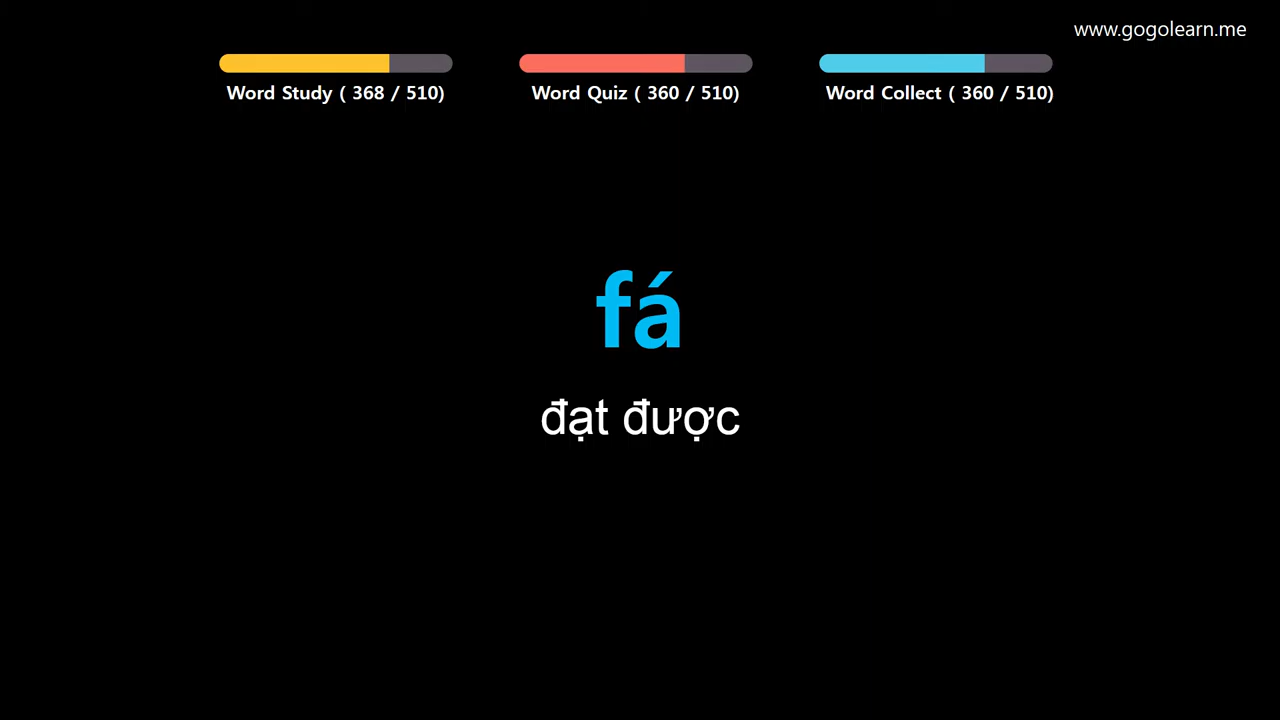 www.gogolearn.me
Word Study ( 368 / 510)
Word Quiz ( 360 / 510)
Word Collect ( 360 / 510)
fá
đạt được